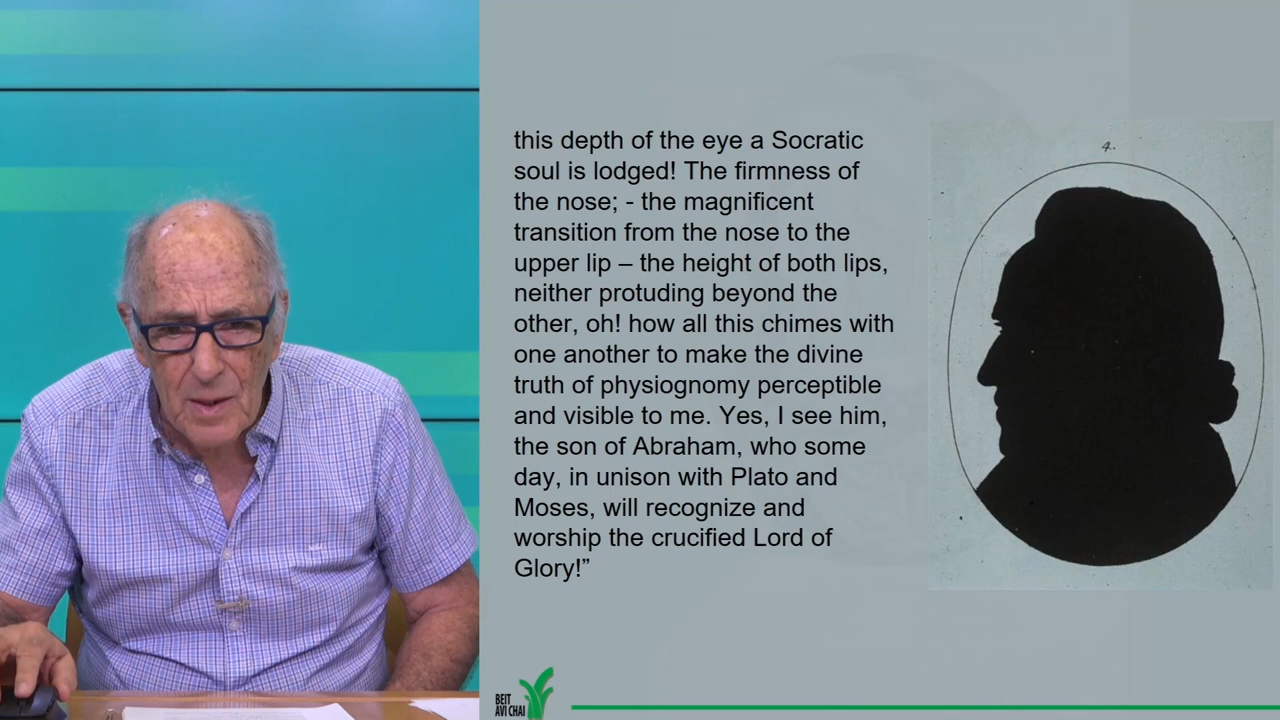 this depth of the eye a Socratic
soul is lodged! The firmness of
the nose; - the magnificent
transition from the nose to the
upper lip – the height of both lips,
neither protuding beyond the
other, oh! how all this chimes with
one another to make the divine
truth of physiognomy perceptible
and visible to me. Yes, I see him,
the son of Abraham, who some
day, in unison with Plato and
Moses, will recognize and
worship the crucified Lord of
Glory!”
4.
BEIT
AVI CHAI